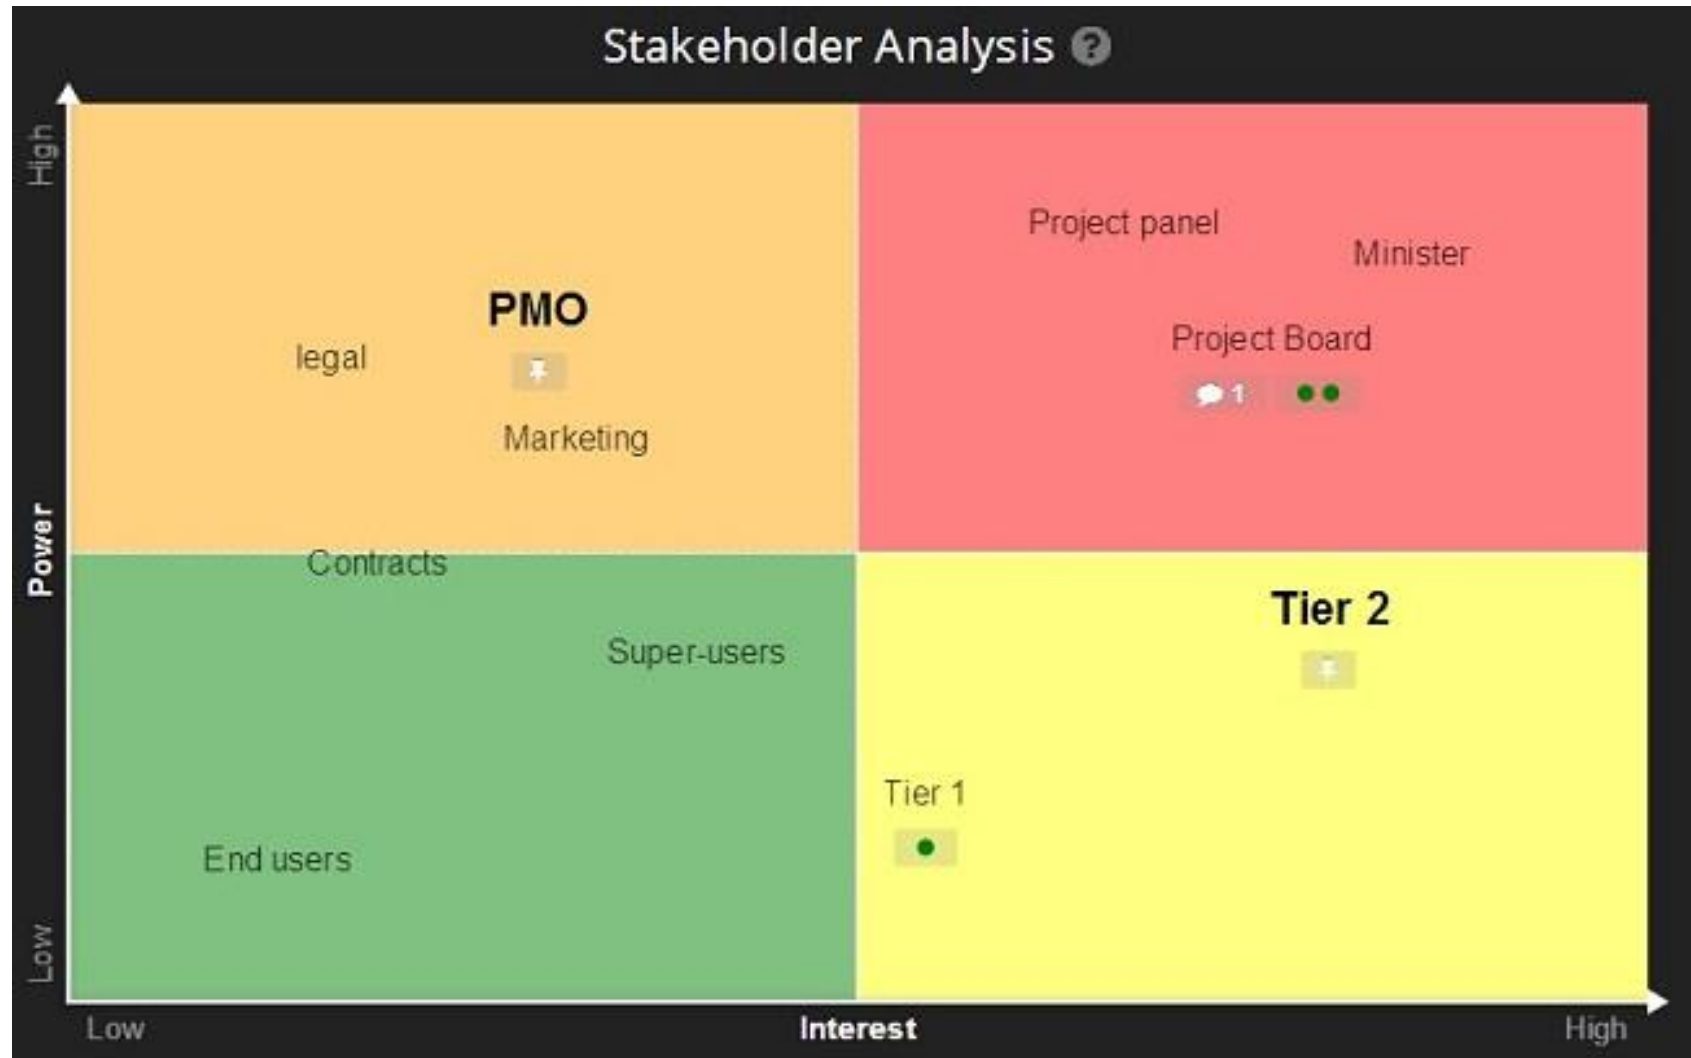 Stakeholder Analysis ?
High
Project panel
Minister
PMO
Project Board
legal
1
Marketing
Power
Contracts
Tier 2
Super-users
Tier 1
End users
Low
Low
Interest
High